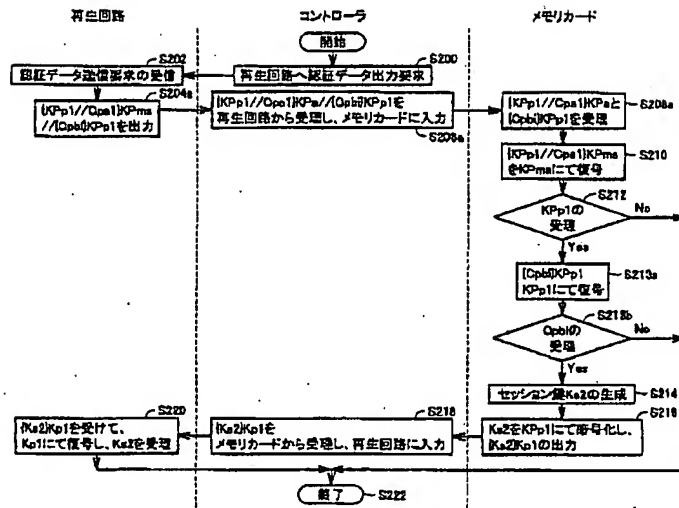 再生回路
コントローラ
メモリカード
開始
S200
再生回路へ認証データ出力要求
S202
認証データ送信要求の受信
S204a
{KPp1//Cpa1}KPma
//{Cpbi}KPp1を出力
{KPp1//Cpa1}KPa//{Cpbi}KPp1を
再生回路から受理し、メモリカードに入力
S206a
S208a
{KPp1//Cpa1}KPaと
{Cpbi}KPp1を受理
S210
{KPp1//Cpa1}KPma
をKPmaにて復号
S212
KPp1の
受理
No
Yes
S213a
{Cpbi}KPp1
KPp1にて復号
S213b
Cpbiの
受理
No
Yes
セッション鍵Ks2の生成
S214
S216
Ks2をKPp1にて暗号化し、
{Ks2}Kp1の出力
S218
{Ks2}Kp1を
メモリカードから受理し、再生回路に入力
S220
{Ks2}Kp1を受けて、
Kp1にて復号し、Ks2を受理
終了
S222